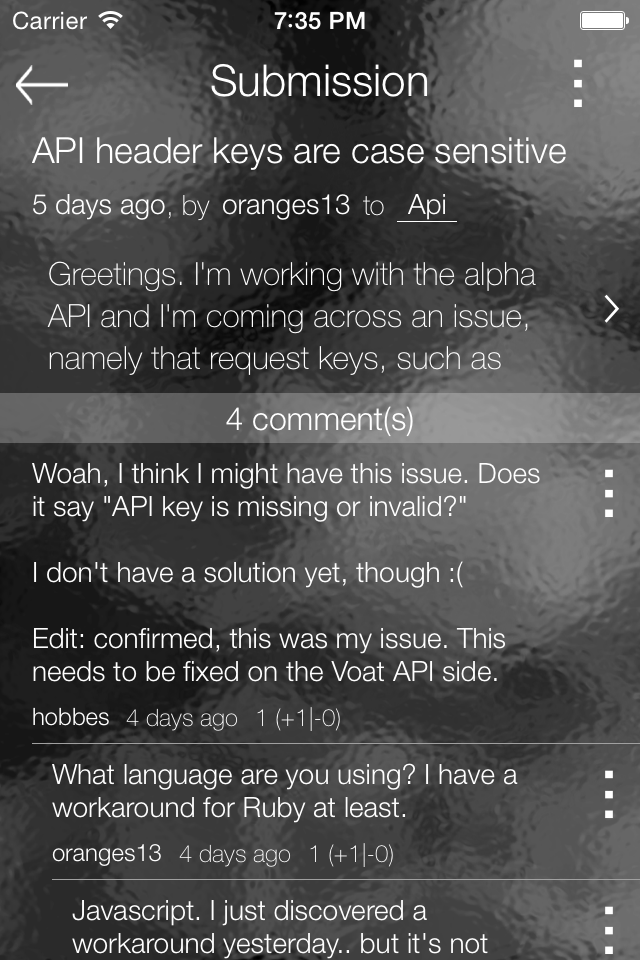 Carrier 7:35 PM
Submission
API header keys are case sensitive
5 days ago, by oranges13 to Api
Greetings. I'm working with the alpha
API and I'm coming across an issue,
namely that request keys, such as
4 comment(s)
Woah, I think I might have this issue. Does
it say "API key is missing or invalid?"
I don't have a solution yet, though :(
Edit: confirmed, this was my issue. This
needs to be fixed on the Voat API side.
hobbes 4 days ago 1 (+1|-0)
What language are you using? I have a
workaround for Ruby at least.
oranges13 4 days ago 1 (+1|-0)
Javascript. I just discovered a
workaround yesterday.. but it's not